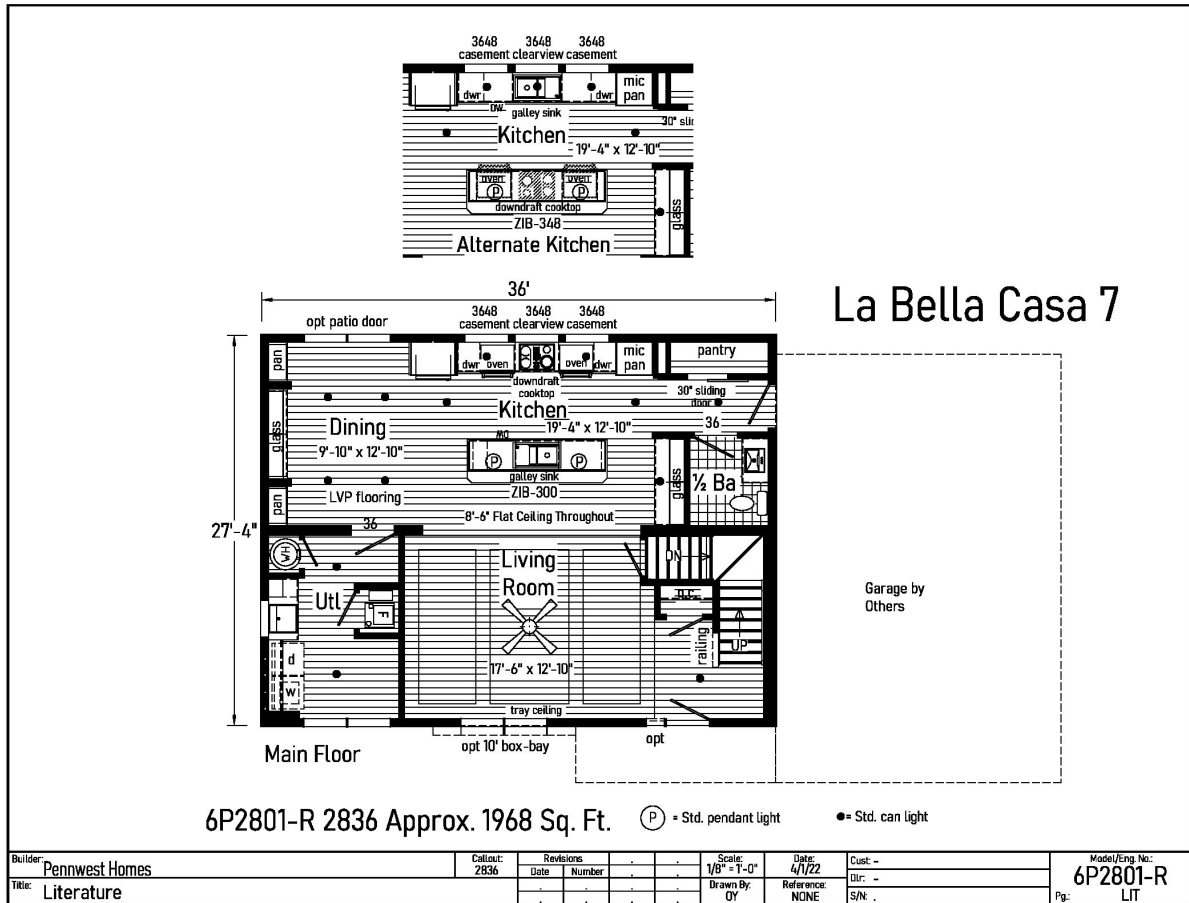 3648 3648 3648
casement clearview casement
dwr
dwr
mic
pan
DW
galley sink
30" sli
Kitchen
19'-4" x 12'-10"
oven
oven
P
P
downdraft cooktop
ZIB-348
glass
Alternate Kitchen
La Bella Casa 7
36'
3648 3648 3648
opt patio door
casement clearview casement
pan
dwr
oven
oven
dwr
mic
pan
pantry
downdraft
cooktop
30" sliding
door
Kitchen
19'-4" x 12'-10"
36
Dining
9'-10" x 12'-10"
glass
DW
P
P
galley sink
ZIB-300
glass
½ Ba
LVP flooring
pan
8'-6" Flat Ceiling Throughout
27'-4"
36
WH
Living
Room
DN
Utl
F
Garage by
Others
railing
UP
17'-6" x 12'-10"
d
w
tray ceiling
opt 10' box-bay
opt
Main Floor
6P2801-R 2836 Approx. 1968 Sq. Ft.
P = Std. pendant light
= Std. can light
Builder: Pennwest Homes
Title: Literature
Callout:
2836
Revisions
Date Number
Scale:
1/8" = 1'-0"
Drawn By:
OY
Date:
4/1/22
Reference:
NONE
Cust: -
Dlr: -
S/N: .
Model/Eng. No.:
6P2801-R
Pg.: LIT